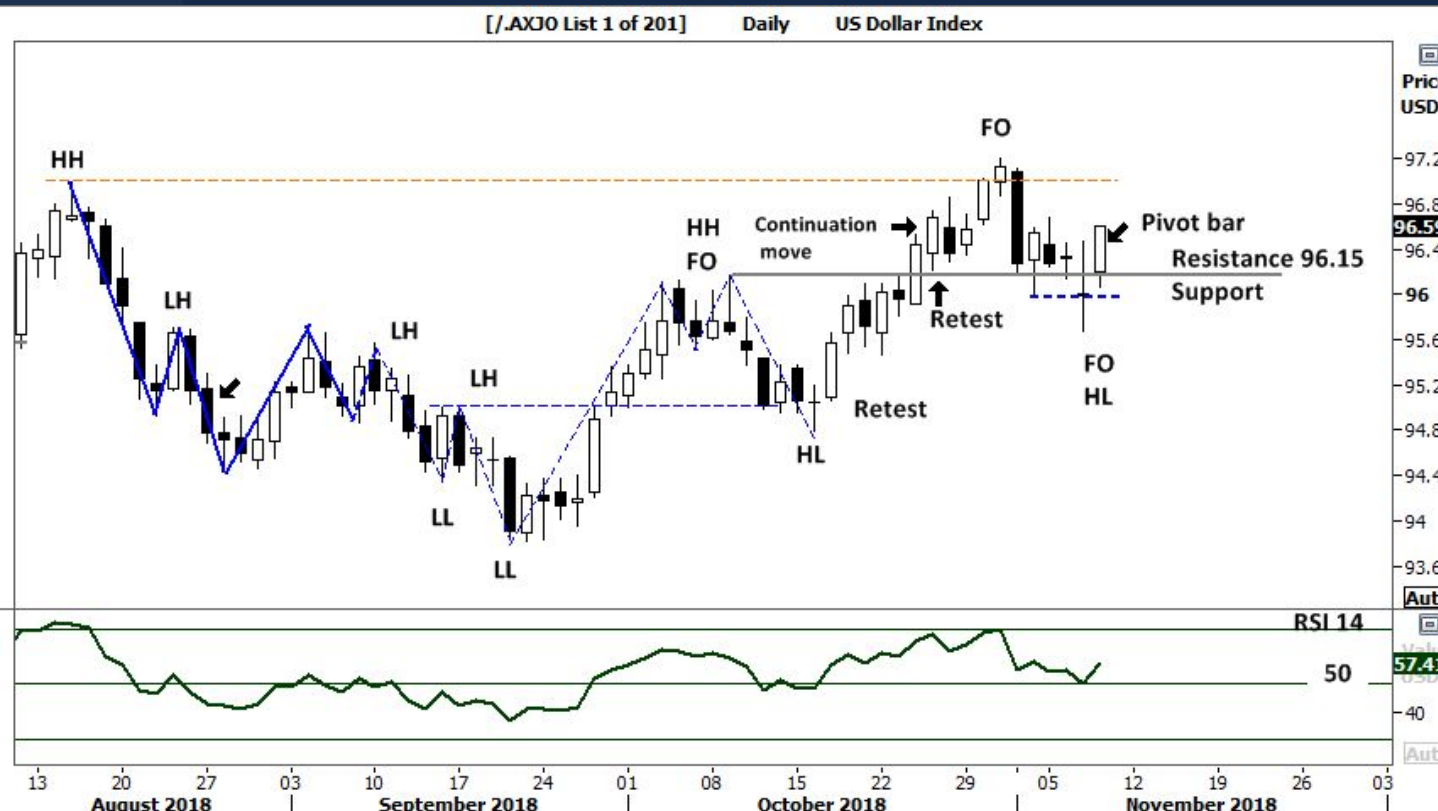 [/.AXJO List 1 of 201] Daily US Dollar Index
Pric
USD
97.2
96.8
96.59
96.4
96
95.6
95.2
94.8
94.4
94
93.6
Aut
HH
LH
LH
LH
LL
LL
HH
FO
HL
Continuation
move
Retest
Retest
FO
Pivot bar
Resistance 96.15
Support
FO
HL
RSI 14
57.41
50
40
Aut
13 20 27 03 10 17 24 01 08 15 22 29 05 12 19 26 03
August 2018 September 2018 October 2018 November 2018